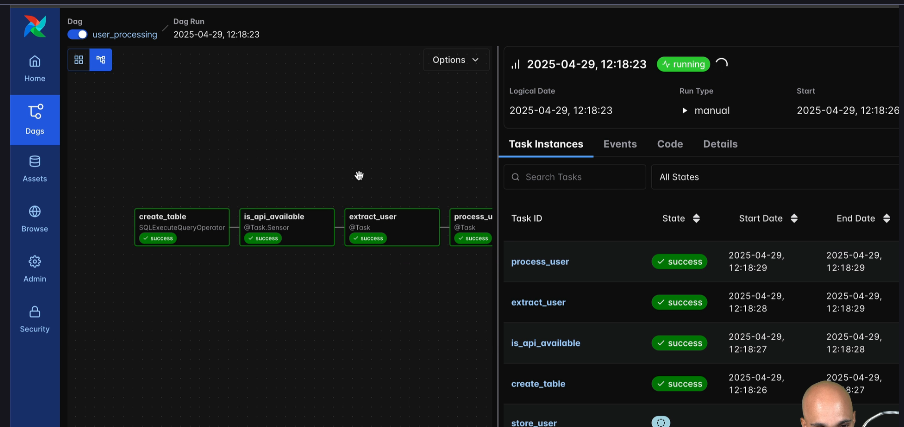 Dag
user_processing
Dag Run
2025-04-29, 12:18:23
Home
Dags
Assets
Browse
Admin
Security
Options
create_table
SQLExecuteQueryOperator
success
is_api_available
@Task.Sensor
success
extract_user
@Task
success
process_u
@Task
success
2025-04-29, 12:18:23
running
Logical Date
2025-04-29, 12:18:23
Run Type
manual
Start
2025-04-29, 12:18:26
Task Instances
Events
Code
Details
Search Tasks
All States
Task ID
State
Start Date
End Date
process_user
success
2025-04-29,
12:18:29
2025-04-29,
12:18:29
extract_user
success
2025-04-29,
12:18:28
2025-04-29,
12:18:29
is_api_available
success
2025-04-29,
12:18:27
2025-04-29,
12:18:28
create_table
success
2025-04-29,
12:18:26
2025-04-29,
12:18:27
store_user